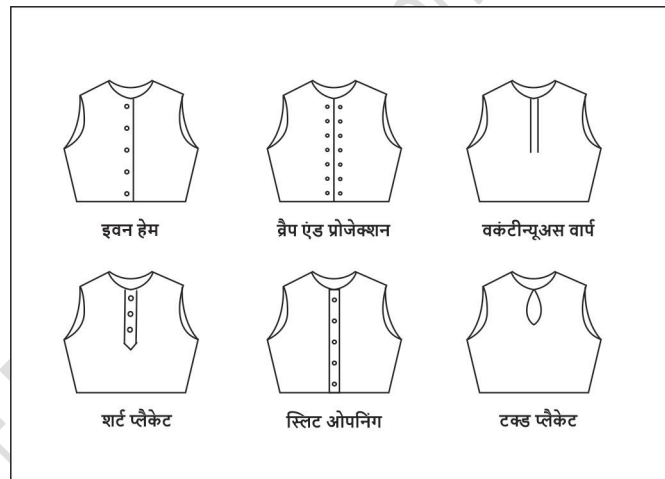 इवन हेम
व्रैप एंड प्रोजेक्शन
वकंटीन्यूअस वार्प
शर्ट प्लैकेट
स्लिट ओपनिंग
टक्ड प्लैकेट